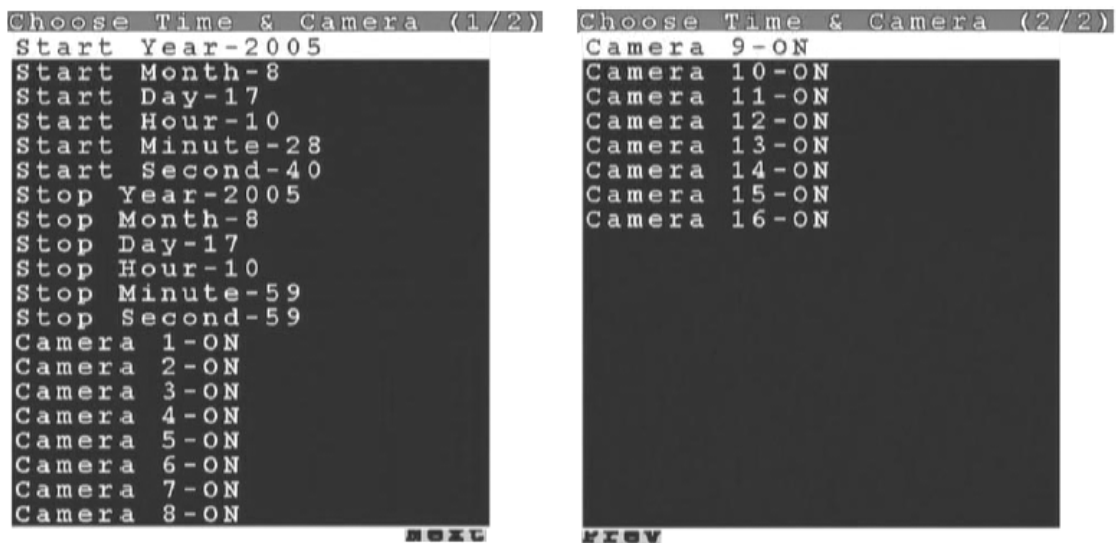 Choose Time & Camera (1/2)
Start Year-2005
Start Month-8
Start Day-17
Start Hour-10
Start Minute-28
Start Second-40
Stop Year-2005
Stop Month-8
Stop Day-17
Stop Hour-10
Stop Minute-59
Stop Second-59
Camera 1-ON
Camera 2-ON
Camera 3-ON
Camera 4-ON
Camera 5-ON
Camera 6-ON
Camera 7-ON
Camera 8-ON
Next
Choose Time & Camera (2/2)
Camera 9-ON
Camera 10-ON
Camera 11-ON
Camera 12-ON
Camera 13-ON
Camera 14-ON
Camera 15-ON
Camera 16-ON
Prev